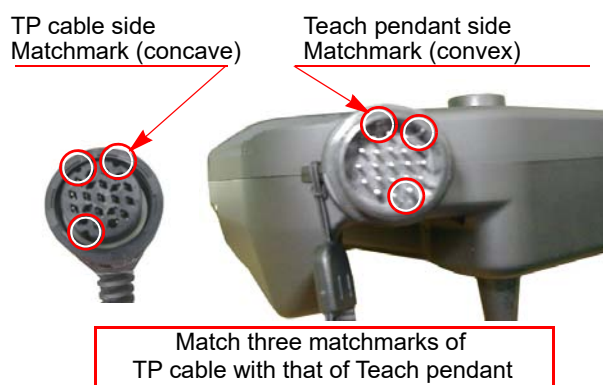 TP cable side
Matchmark (concave)
Teach pendant side
Matchmark (convex)
Match three matchmarks of
TP cable with that of Teach pendant